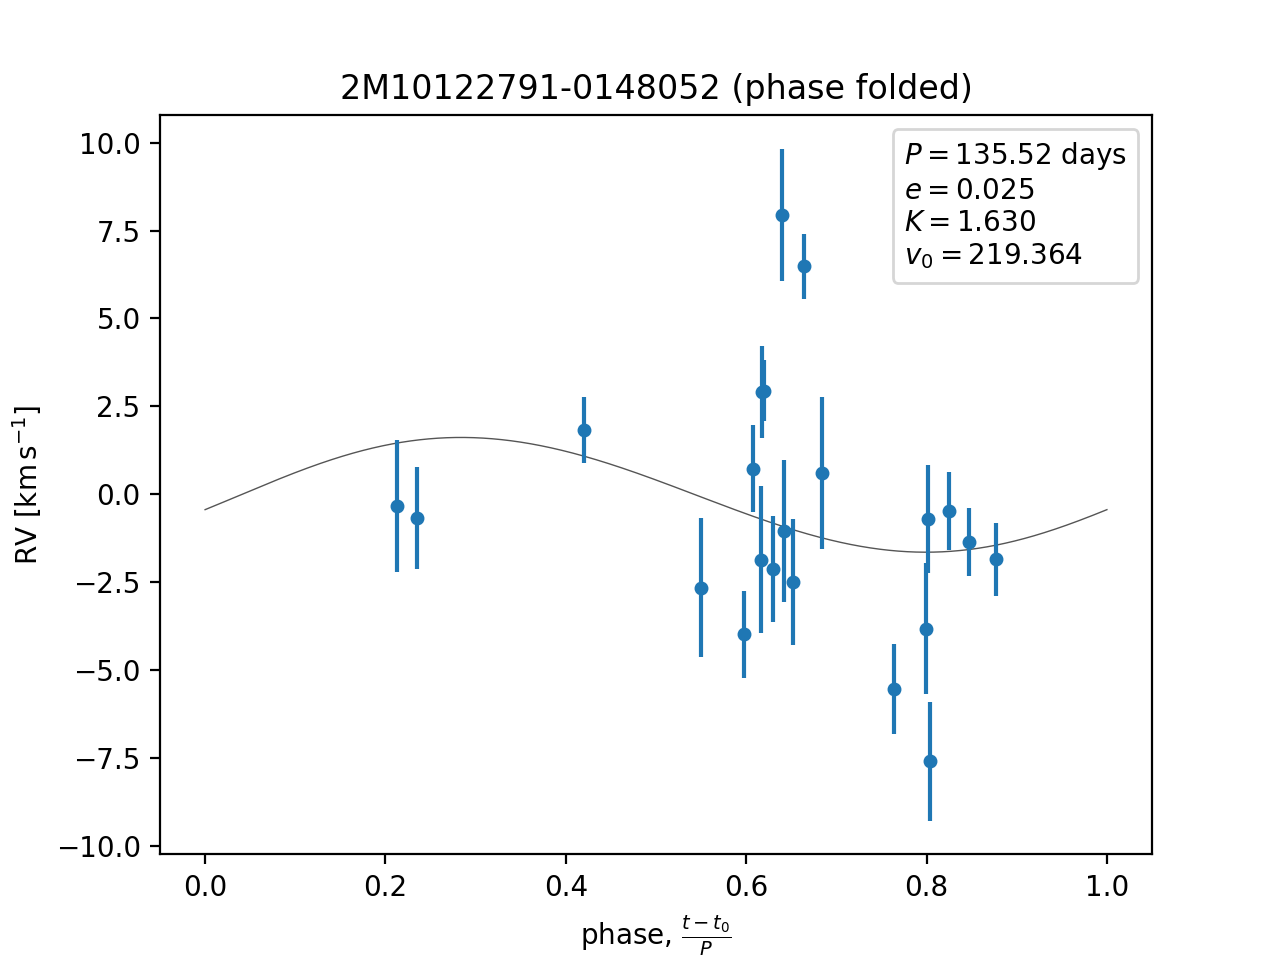 2M10122791-0148052 (phase folded)
P = 135.52 days
e = 0.025
K = 1.630
v₀ = 219.364
10.0
7.5
5.0
2.5
0.0
−2.5
−5.0
−7.5
−10.0
RV [km s⁻¹]
0.0 0.2 0.4 0.6 0.8 1.0
phase, (t − t₀)/P